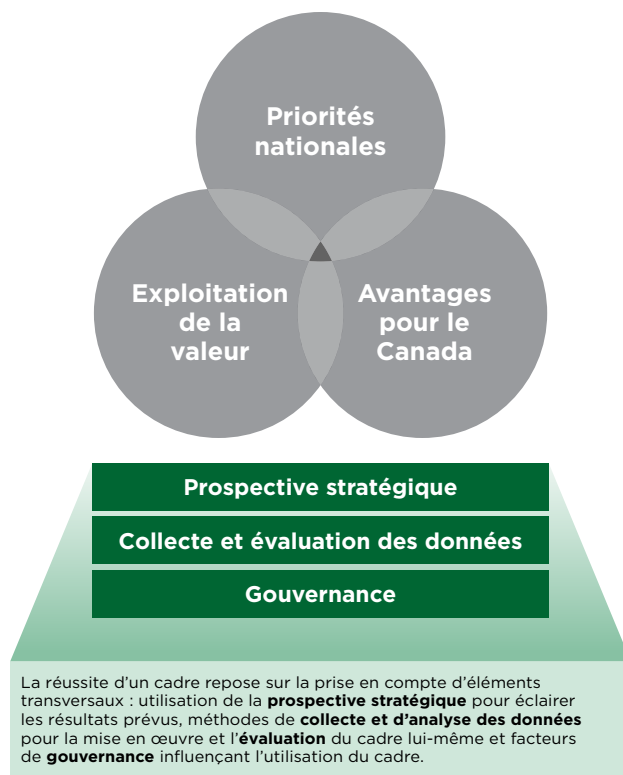 Priorités
nationales
Exploitation
de la
valeur
Avantages
pour le
Canada
Prospective stratégique
Collecte et évaluation des données
Gouvernance
La réussite d’un cadre repose sur la prise en compte d’éléments
transversaux : utilisation de la prospective stratégique pour éclairer
les résultats prévus, méthodes de collecte et d’analyse des données
pour la mise en œuvre et l’évaluation du cadre lui-même et facteurs
de gouvernance influençant l’utilisation du cadre.